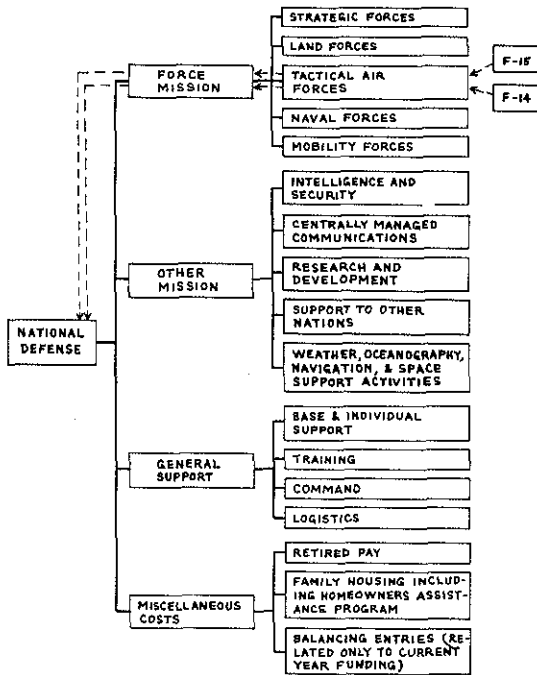 STRATEGIC FORCES
LAND FORCES
FORCE
MISSION
TACTICAL AIR
FORCES
F-15
F-14
NAVAL FORCES
MOBILITY FORCES
INTELLIGENCE AND
SECURITY
CENTRALLY MANAGED
COMMUNICATIONS
OTHER
MISSION
RESEARCH AND
DEVELOPMENT
SUPPORT TO OTHER
NATIONS
NATIONAL
DEFENSE
WEATHER, OCEANOGRAPHY,
NAVIGATION, & SPACE
SUPPORT ACTIVITIES
BASE & INDIVIDUAL
SUPPORT
GENERAL
SUPPORT
TRAINING
COMMAND
LOGISTICS
RETIRED PAY
MISCELLANEOUS
COSTS
FAMILY HOUSING INCLUD-
ING HOMEOWNERS ASSIST-
ANCE PROGRAM
BALANCING ENTRIES (RE-
LATED ONLY TO CURRENT
YEAR FUNDING)